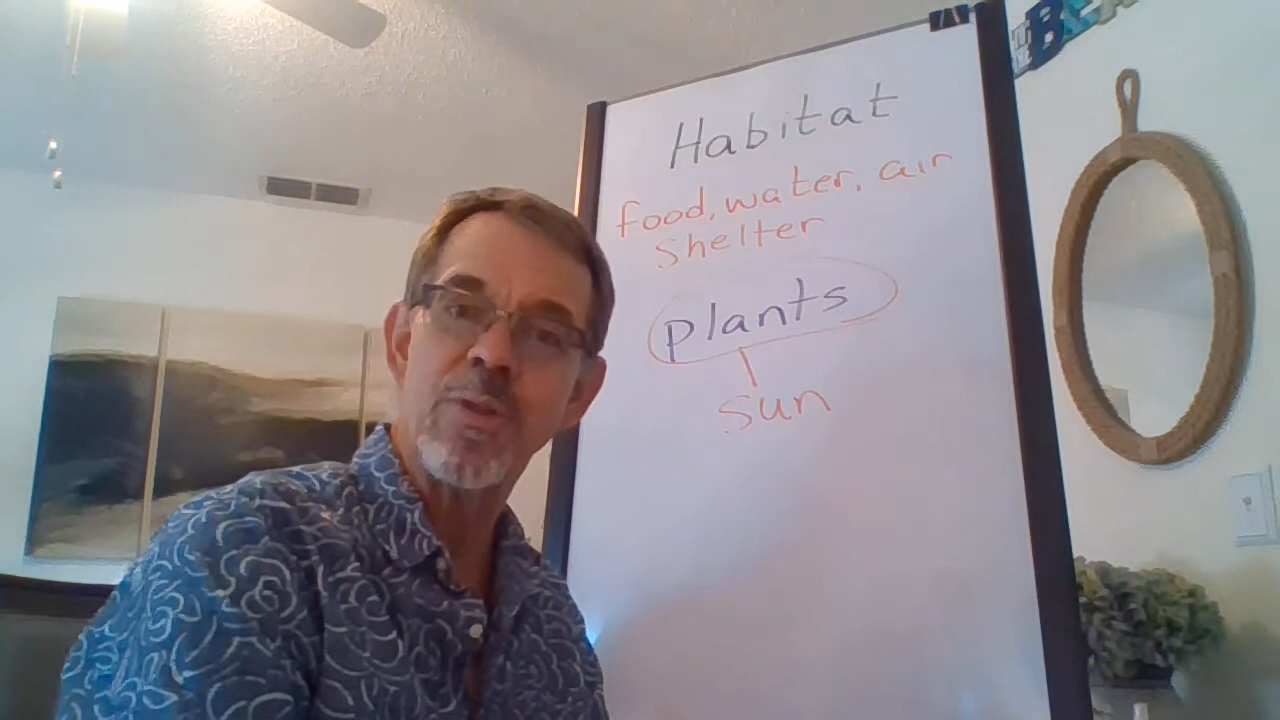 Habitat
food, water, air
Shelter
plants
sun